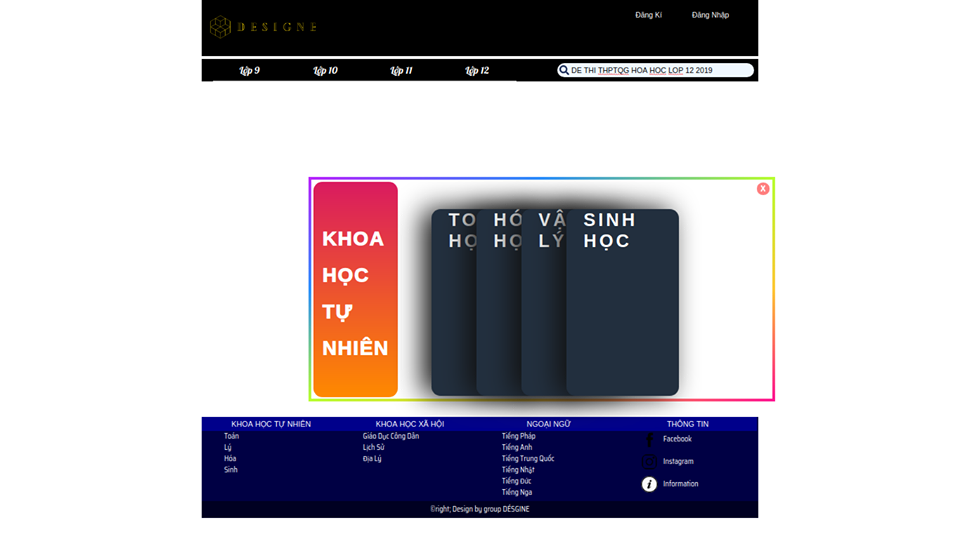 DESIGNE
Đăng Kí
Đăng Nhập
Lớp 9
Lớp 10
Lớp 11
Lớp 12
DE THI THPTQG HOA HOC LOP 12 2019
X
KHOA
HỌC
TỰ
NHIÊN
TO
HỌ
HÓ
HỌ
VẬ
LÝ
SINH
HỌC
KHOA HỌC TỰ NHIÊN
Toán
Lý
Hóa
Sinh
KHOA HỌC XÃ HỘI
Giáo Dục Công Dân
Lịch Sử
Địa Lý
NGOẠI NGỮ
Tiếng Pháp
Tiếng Anh
Tiếng Trung Quốc
Tiếng Nhật
Tiếng Đức
Tiếng Nga
THÔNG TIN
Facebook
Instagram
Information
©right; Design by group DÉSGINE